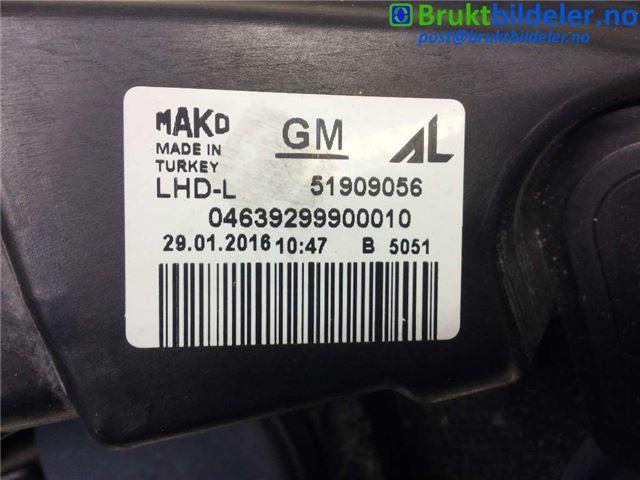 Bruktbildeler.no
post@bruktbildeler.no
MAKO GM AL
MADE IN
TURKEY
LHD-L 51909056
04639299900010
29.01.2016 10:47 B 5051